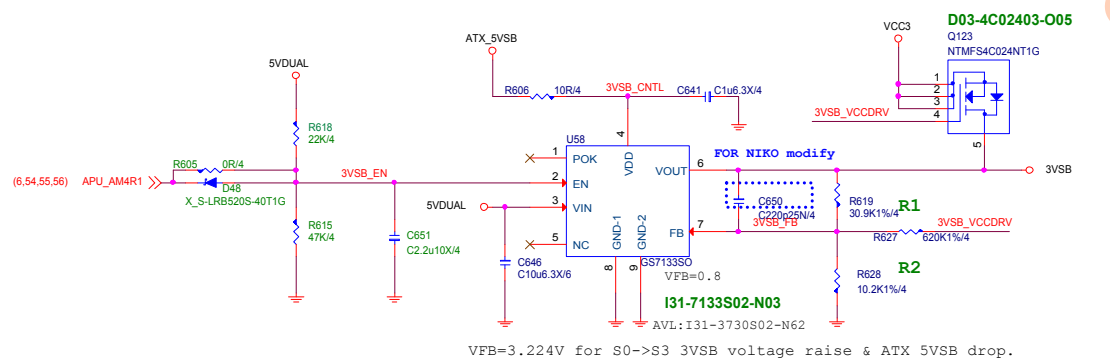 D03-4C02403-O05
VCC3
Q123
NTMFS4C024NT1G
1
2
3
4
5
3VSB_VCCDRV
3VSB
ATX_5VSB
R606
10R/4
3VSB_CNTL
C641
C1u6.3X/4
5VDUAL
R618
22K/4
R605
0R/4
(6,54,55,56)
APU_AM4R1
D48
X_S-LRB520S-40T1G
3VSB_EN
R615
47K/4
C651
C2.2u10X/4
5VDUAL
C646
C10u6.3X/6
U58
1
POK
2
EN
3
VIN
5
NC
4
VDD
VOUT
6
FB
7
GND-1
8
GND-2
9
GS7133SO
VFB=0.8
FOR NIKO modify
C650
C220p25N/4
3VSB_FB
R619
30.9K1%/4
R1
R627
620K1%/4
3VSB_VCCDRV
R2
R628
10.2K1%/4
I31-7133S02-N03
AVL:I31-3730S02-N62
VFB=3.224V for S0->S3 3VSB voltage raise & ATX 5VSB drop.